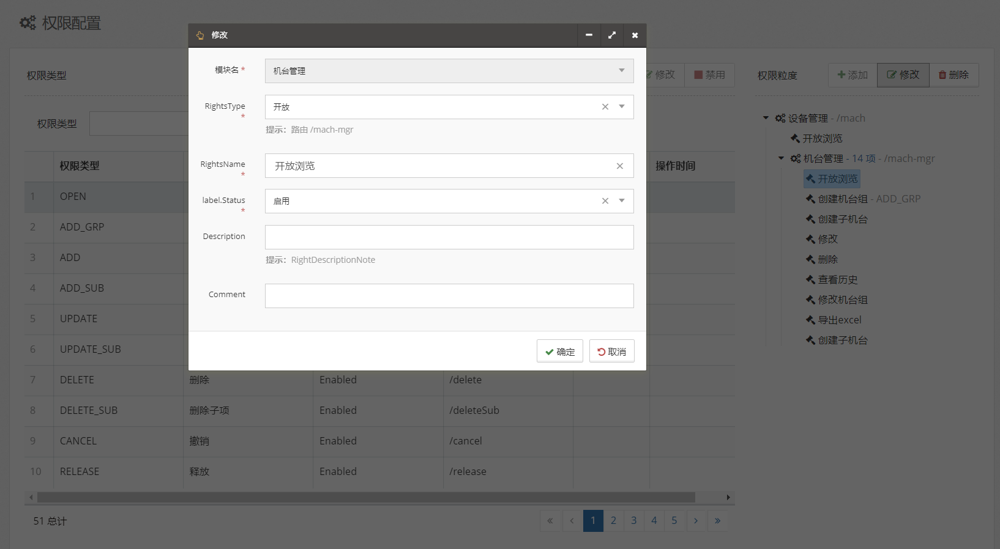 权限配置
修改
权限类型
修改
禁用
权限粒度
添加
修改
删除
模块名 *
机台管理
RightsType *
开放
提示：路由 /mach-mgr
RightsName *
开放浏览
label.Status *
启用
Description
提示：RightDescriptionNote
Comment
确定
取消
权限类型
权限类型
操作时间
1 OPEN
2 ADD_GRP
3 ADD
4 ADD_SUB
5 UPDATE
6 UPDATE_SUB
7 DELETE 删除 Enabled /delete
8 DELETE_SUB 删除子项 Enabled /deleteSub
9 CANCEL 撤销 Enabled /cancel
10 RELEASE 释放 Enabled /release
51 总计
« ‹ 1 2 3 4 5 › »
设备管理 - /mach
开放浏览
机台管理 - 14 项 - /mach-mgr
开放浏览
创建机台组 - ADD_GRP
创建子机台
修改
删除
查看历史
修改机台组
导出excel
创建子机台